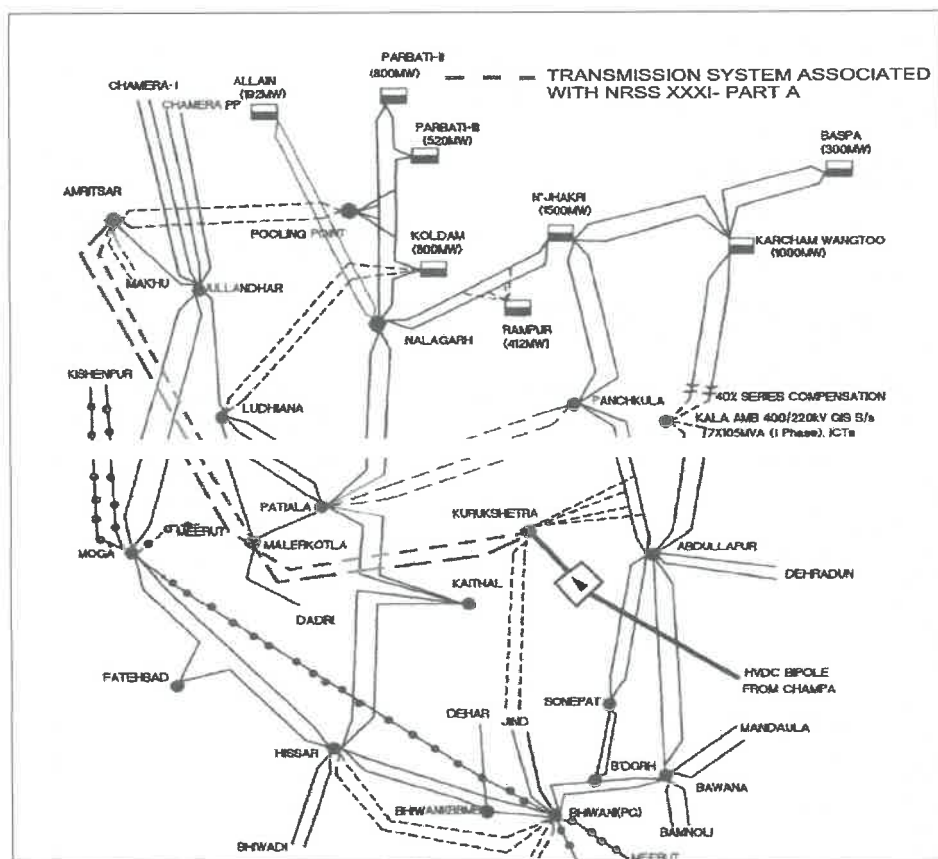 PARBATI-II
(800MW)
TRANSMISSION SYSTEM ASSOCIATED
WITH NRSS XXXI- PART A
CHAMERA-I
ALLAIN
(192MW)
CHAMERA PP
PARBATI-III
(520MW)
BASPA
(300MW)
AMRITSAR
N'JHAKRI
(1500MW)
POOLING POINT
KOLDAM
(800MW)
KARCHAM WANGTOO
(1000MW)
MAKHU
JULLANDHAR
RAMPUR
(412MW)
NALAGARH
KISHENPUR
40% SERIES COMPENSATION
LUDHIANA
PANCHKULA
KALA AMB 400/220kV GIS S/s
7X105MVA (1 Phase), ICTs
PATIALA
KURUKSHETRA
MEERUT
MALERKOTLA
MOGA
ABDULLAPUR
DEHRADUN
KAITHAL
DADRI
FATEHBAD
HVDC BIPOLE
FROM CHAMPA
SONEPAT
DEHAR
JIND
MANDAULA
HISSAR
B'DGRH
BAWANA
BHIWANI(BBMB)
BHIWANI(PG)
BAMNOLI
BHIWADI
MEERUT